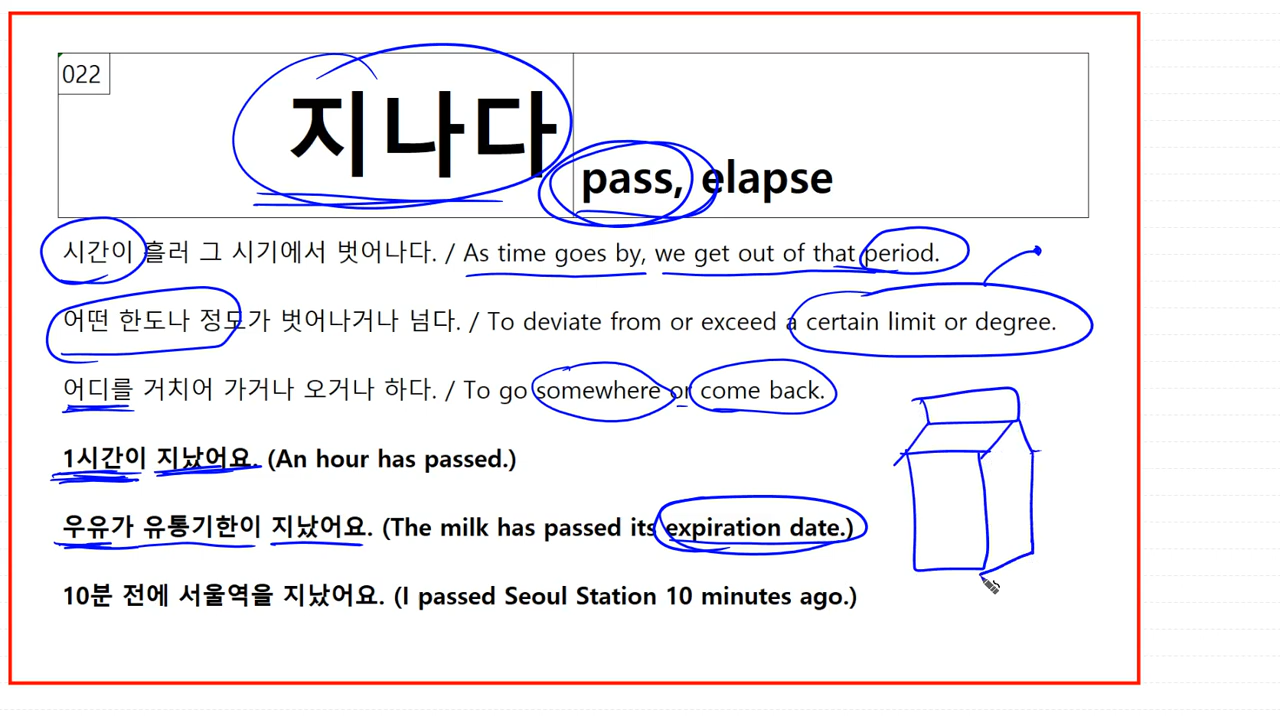 022
지나다
pass, elapse
시간이 흘러 그 시기에서 벗어나다. / As time goes by, we get out of that period.
어떤 한도나 정도가 벗어나거나 넘다. / To deviate from or exceed a certain limit or degree.
어디를 거치어 가거나 오거나 하다. / To go somewhere or come back.
1시간이 지났어요. (An hour has passed.)
우유가 유통기한이 지났어요. (The milk has passed its expiration date.)
10분 전에 서울역을 지났어요. (I passed Seoul Station 10 minutes ago.)